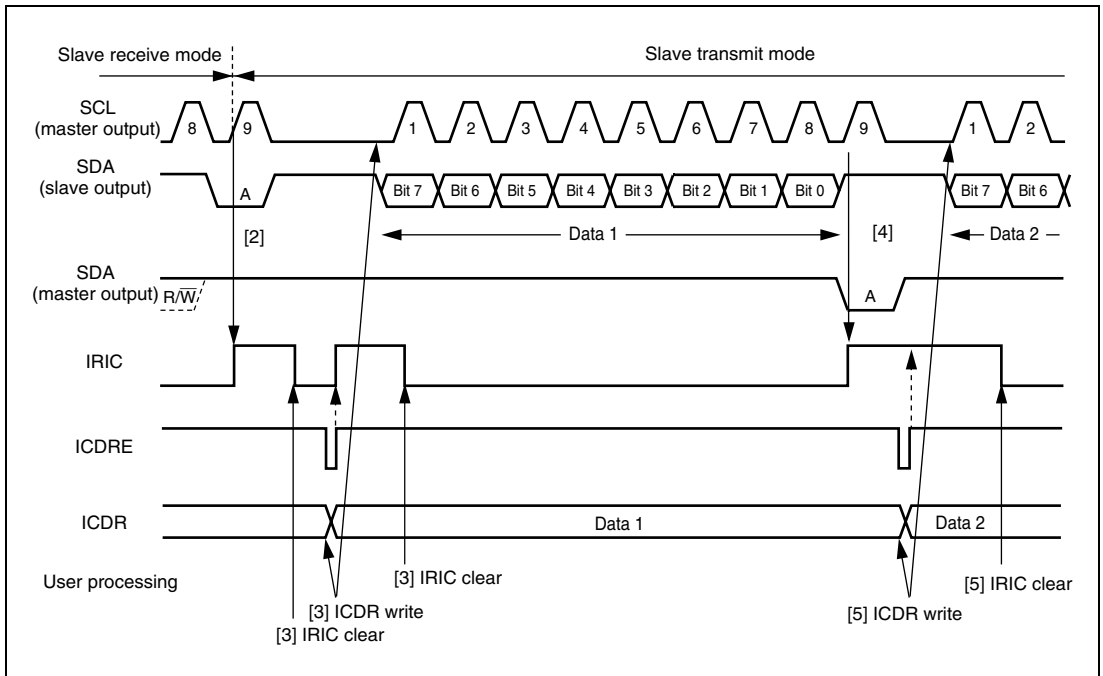 Slave receive mode
Slave transmit mode
SCL
(master output)
8 9 1 2 3 4 5 6 7 8 9 1 2
SDA
(slave output)
A Bit 7 Bit 6 Bit 5 Bit 4 Bit 3 Bit 2 Bit 1 Bit 0 Bit 7 Bit 6
[2] Data 1 [4] Data 2
SDA
(master output)
R/W̅
A
IRIC
ICDRE
ICDR
Data 1
Data 2
User processing
[3] IRIC clear
[5] IRIC clear
[3] ICDR write
[5] ICDR write
[3] IRIC clear